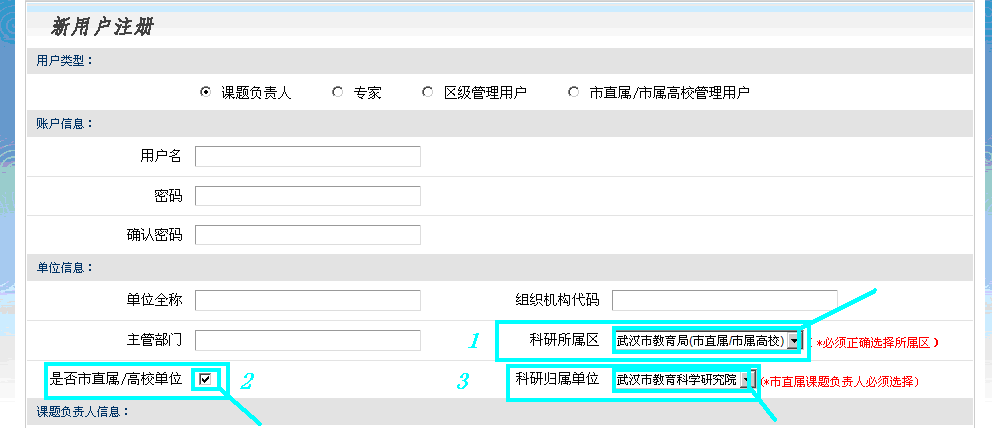 新用户注册
用户类型：
课题负责人 专家 区级管理用户 市直属/市属高校管理用户
账户信息：
用户名
密码
确认密码
单位信息：
单位全称 组织机构代码
主管部门 1 科研所属区 武汉市教育局(市直属/市属高校) *必须正确选择所属区 )
是否市直属/高校单位 2 3 科研归属单位 武汉市教育科学研究院 (*市直属课题负责人必须选择)
课题负责人信息：